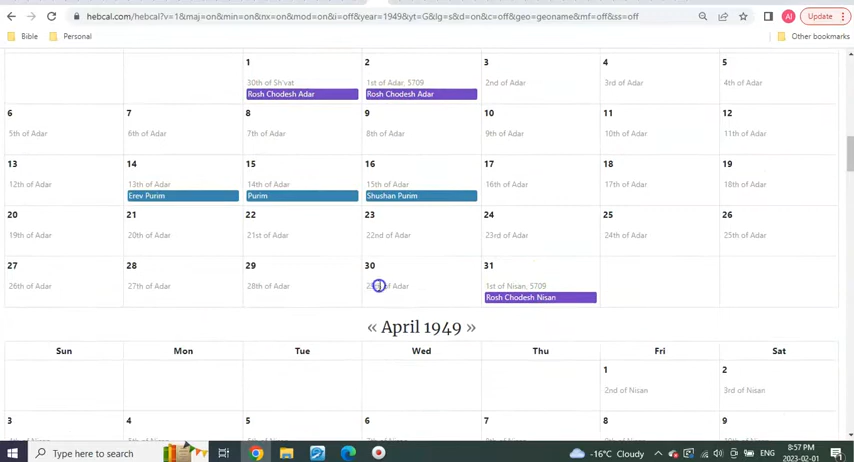 hebcal.com/hebcal?v=1&maj=on&min=on&nx=on&mod=on&i=off&year=1949&yt=G&lg=s&d=on&c=off&geo=geoname&mf=off&ss=off
AI
Update
Bible Personal Other bookmarks
1 2 3 4 5
30th of Sh'vat 1st of Adar, 5709 2nd of Adar 3rd of Adar 4th of Adar
Rosh Chodesh Adar Rosh Chodesh Adar
6 7 8 9 10 11 12
5th of Adar 6th of Adar 7th of Adar 8th of Adar 9th of Adar 10th of Adar 11th of Adar
13 14 15 16 17 18 19
12th of Adar 13th of Adar 14th of Adar 15th of Adar 16th of Adar 17th of Adar 18th of Adar
Erev Purim Purim Shushan Purim
20 21 22 23 24 25 26
19th of Adar 20th of Adar 21st of Adar 22nd of Adar 23rd of Adar 24th of Adar 25th of Adar
27 28 29 30 31
26th of Adar 27th of Adar 28th of Adar 29th of Adar 1st of Nisan, 5709
Rosh Chodesh Nisan
« April 1949 »
Sun Mon Tue Wed Thu Fri Sat
1 2
2nd of Nisan 3rd of Nisan
3 4 5 6 7 8 9
Type here to search
-16°C Cloudy
ENG
8:57 PM
2023-02-01